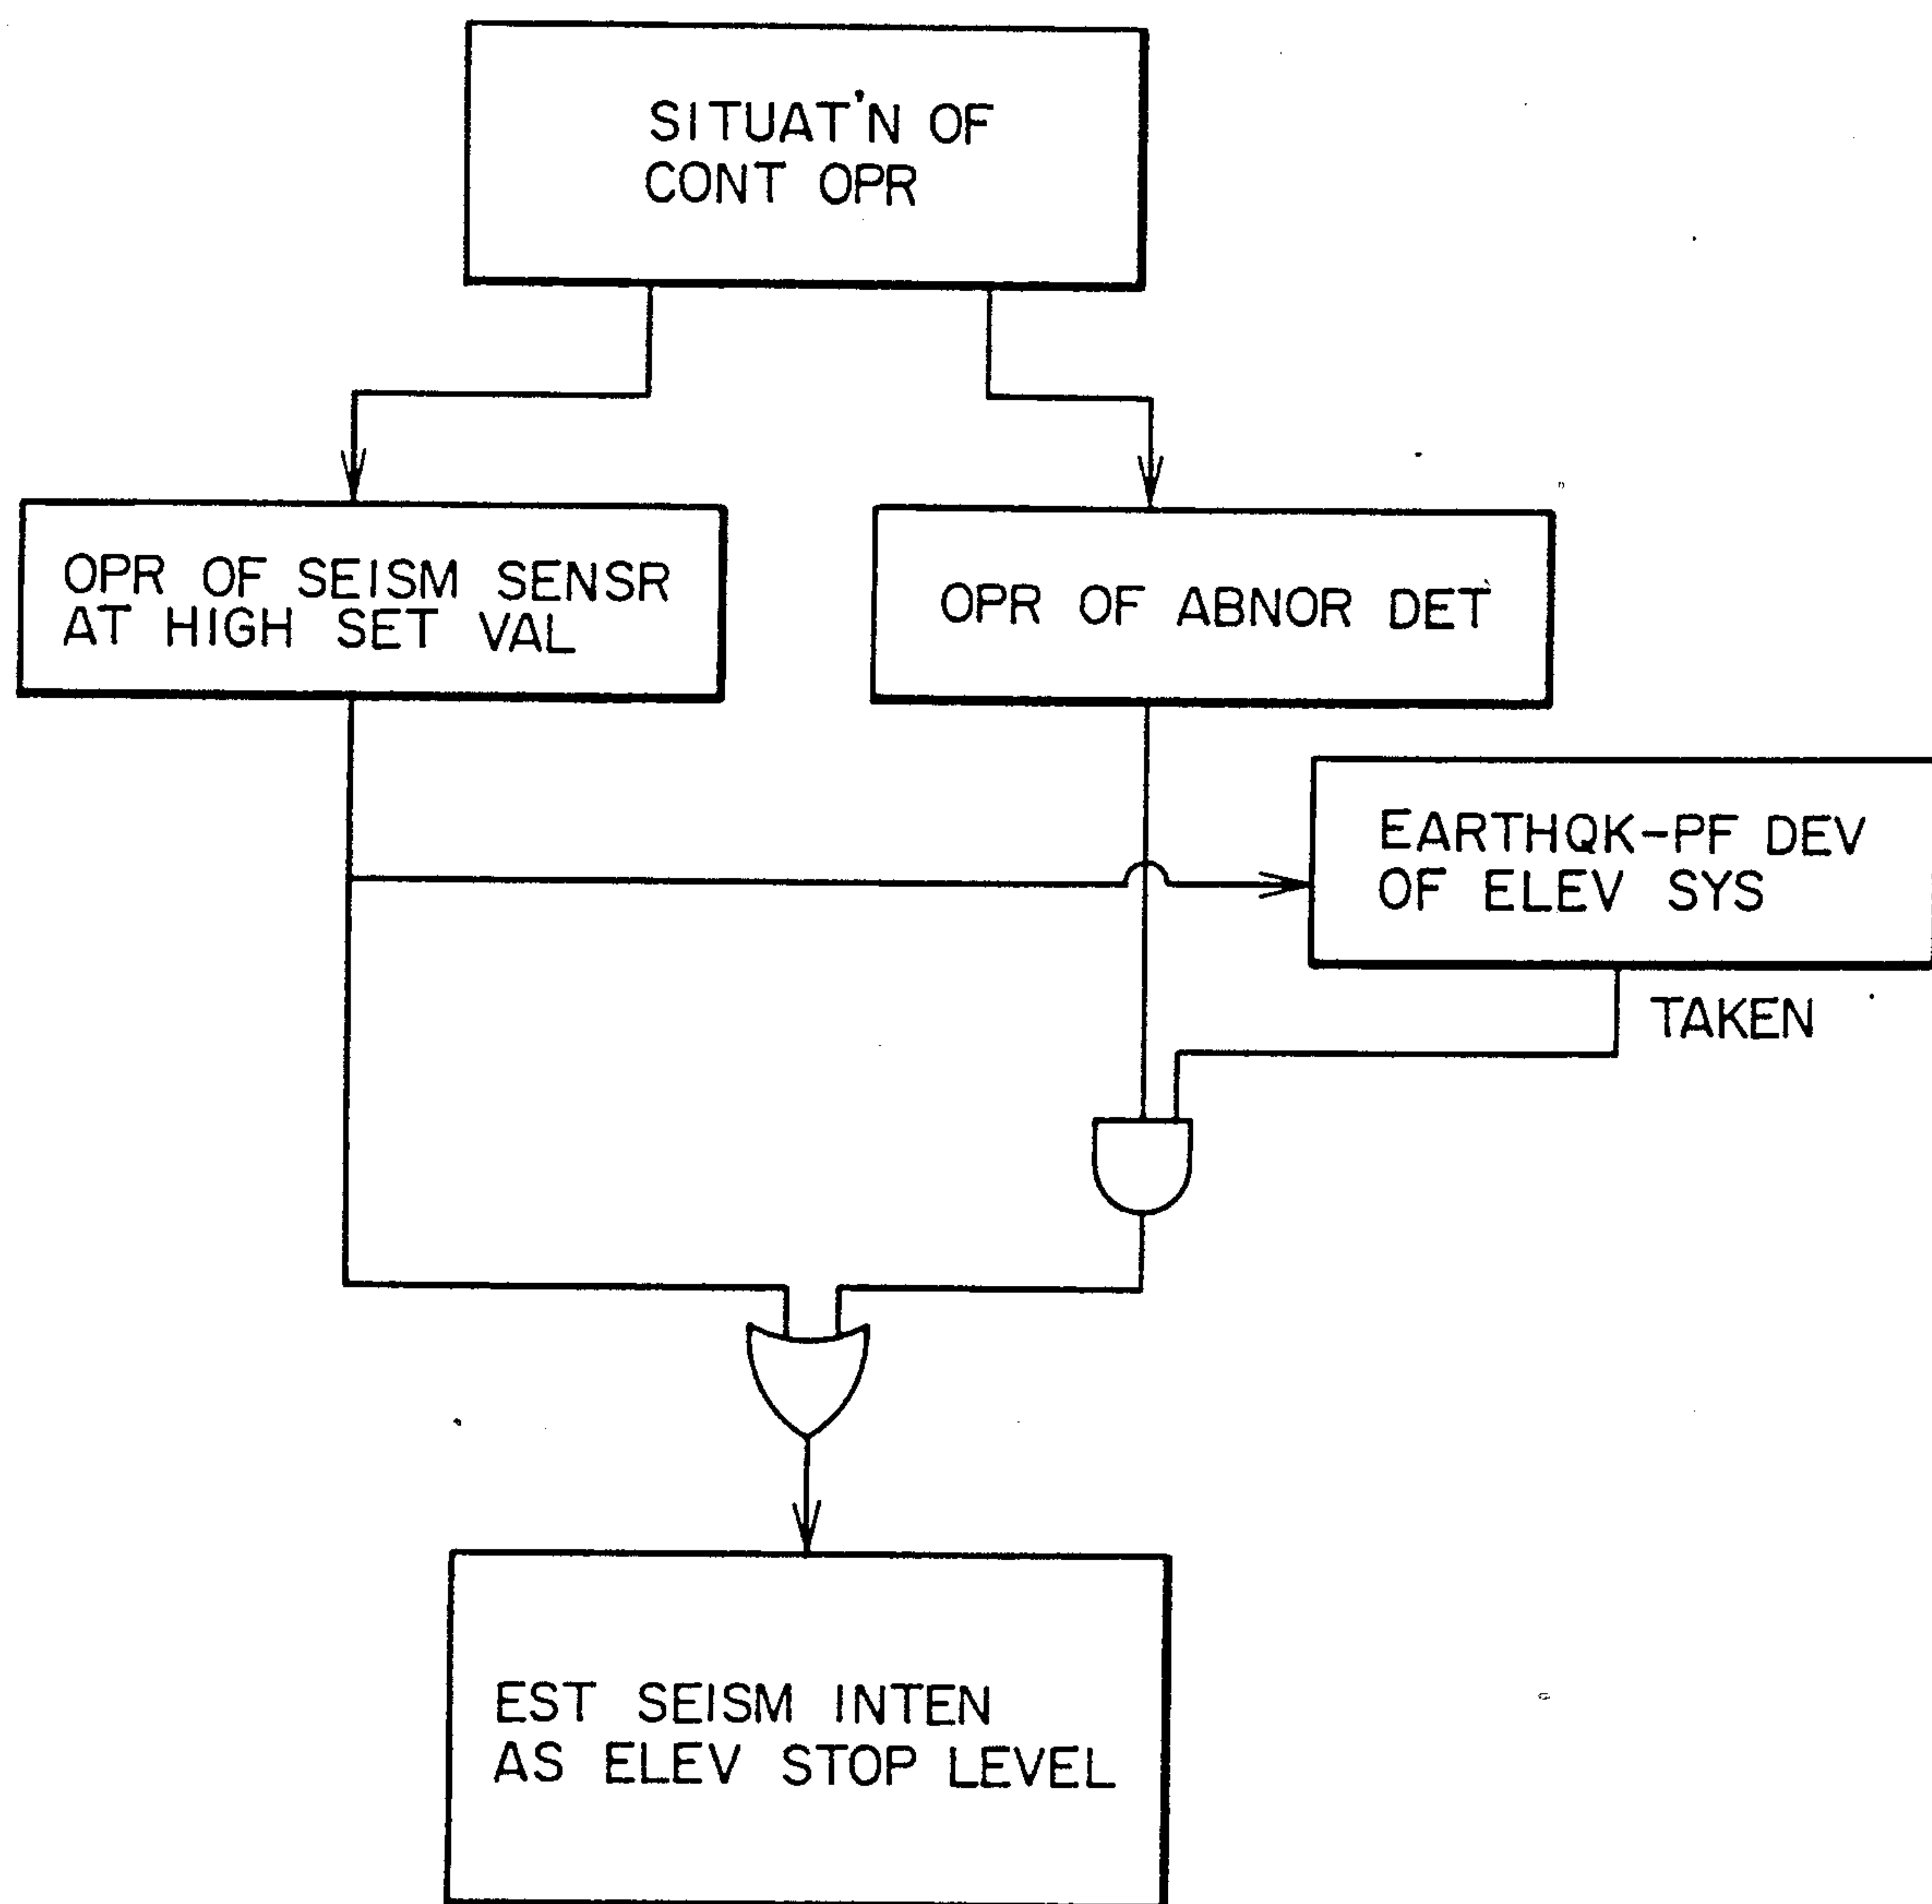 SITUAT'N OF
CONT OPR
OPR OF SEISM SENSR
AT HIGH SET VAL
OPR OF ABNOR DET
EARTHQK-PF DEV
OF ELEV SYS
TAKEN
EST SEISM INTEN
AS ELEV STOP LEVEL